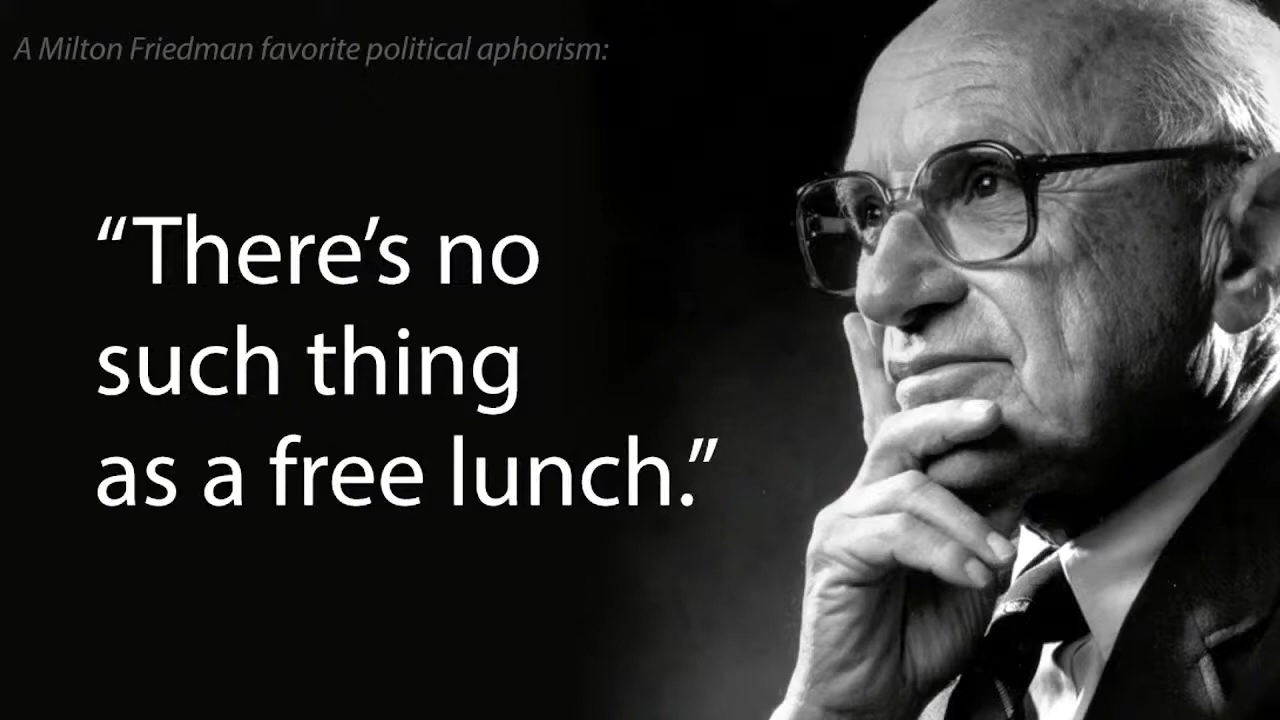 A Milton Friedman favorite political aphorism:
“There’s no
such thing
as a free lunch.”